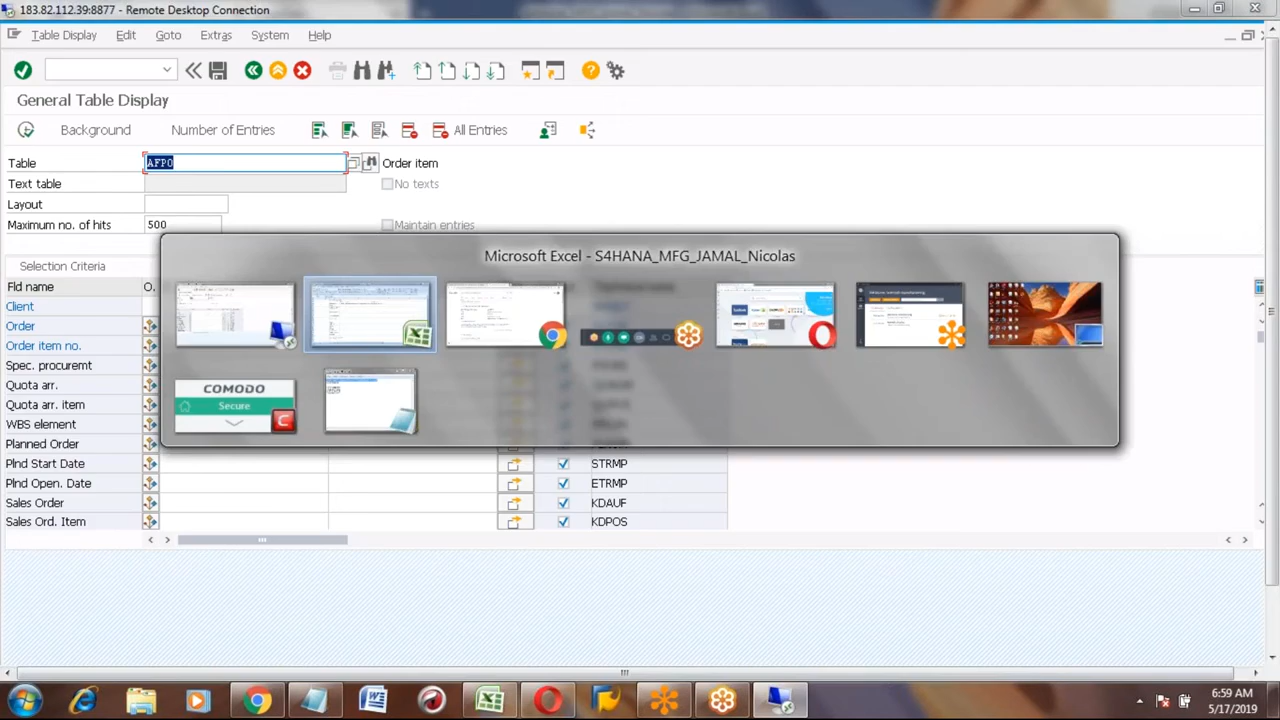 183.82.112.39:8877 - Remote Desktop Connection
Table Display Edit Goto Extras System Help
General Table Display
Background Number of Entries All Entries
Table AFPO Order item
Text table No texts
Layout
Maximum no. of hits 500 Maintain entries
Microsoft Excel - S4HANA_MFG_JAMAL_Nicolas
Selection Criteria
Fld name O.
Client
Order
Order item no.
Spec. procuremt
COMODO
Quota arr.
Secure
Quota arr. item
WBS element
Planned Order
Plnd Start Date STRMP
Plnd Open. Date ETRMP
Sales Order KDAUF
Sales Ord. Item KDPOS
6:59 AM
5/17/2019